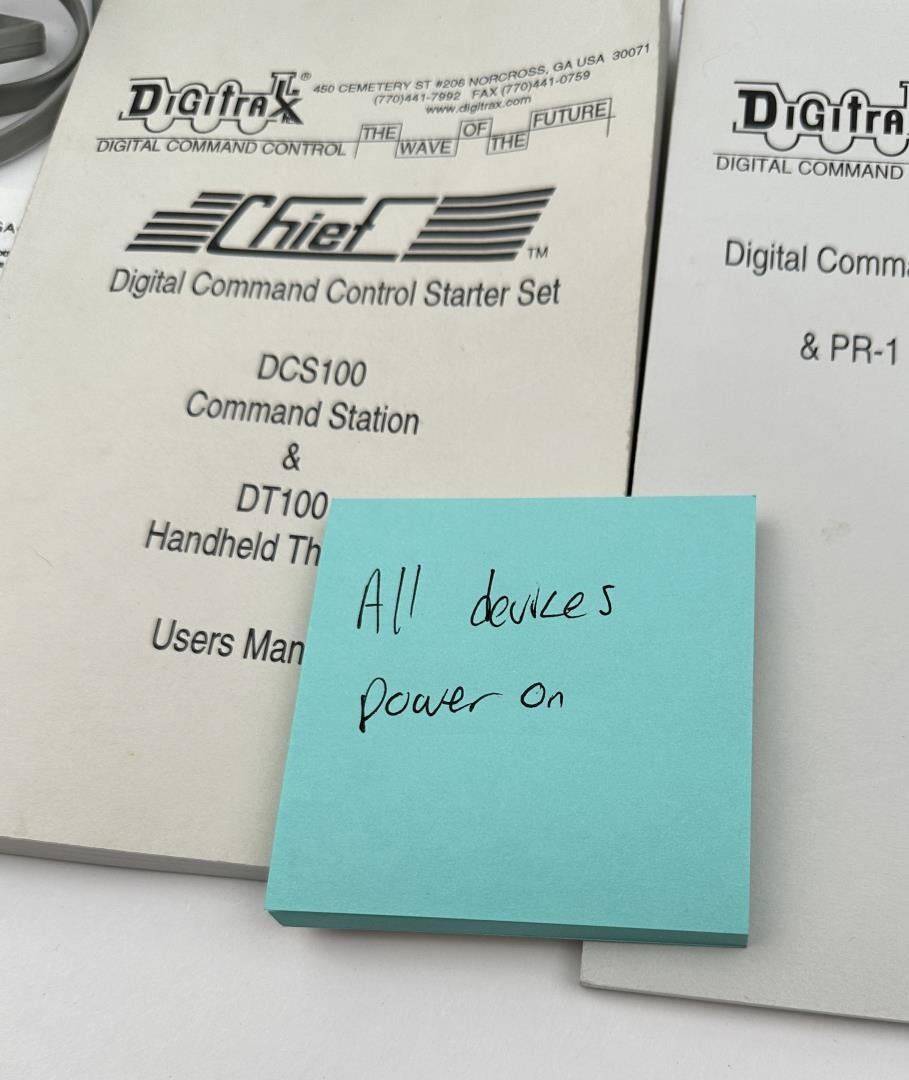 DIGITRAX®
450 CEMETERY ST #206 NORCROSS, GA USA 30071
(770)441-7992 FAX (770)441-0759
www.digitrax.com
DIGITAL COMMAND CONTROL
THE WAVE OF THE FUTURE
Chief ™
Digital Command Control Starter Set
DCS100
Command Station
&
DT100
Handheld Th
Users Man
DIGITRA
DIGITAL COMMAND
Digital Comma
& PR-1
All devices
power on